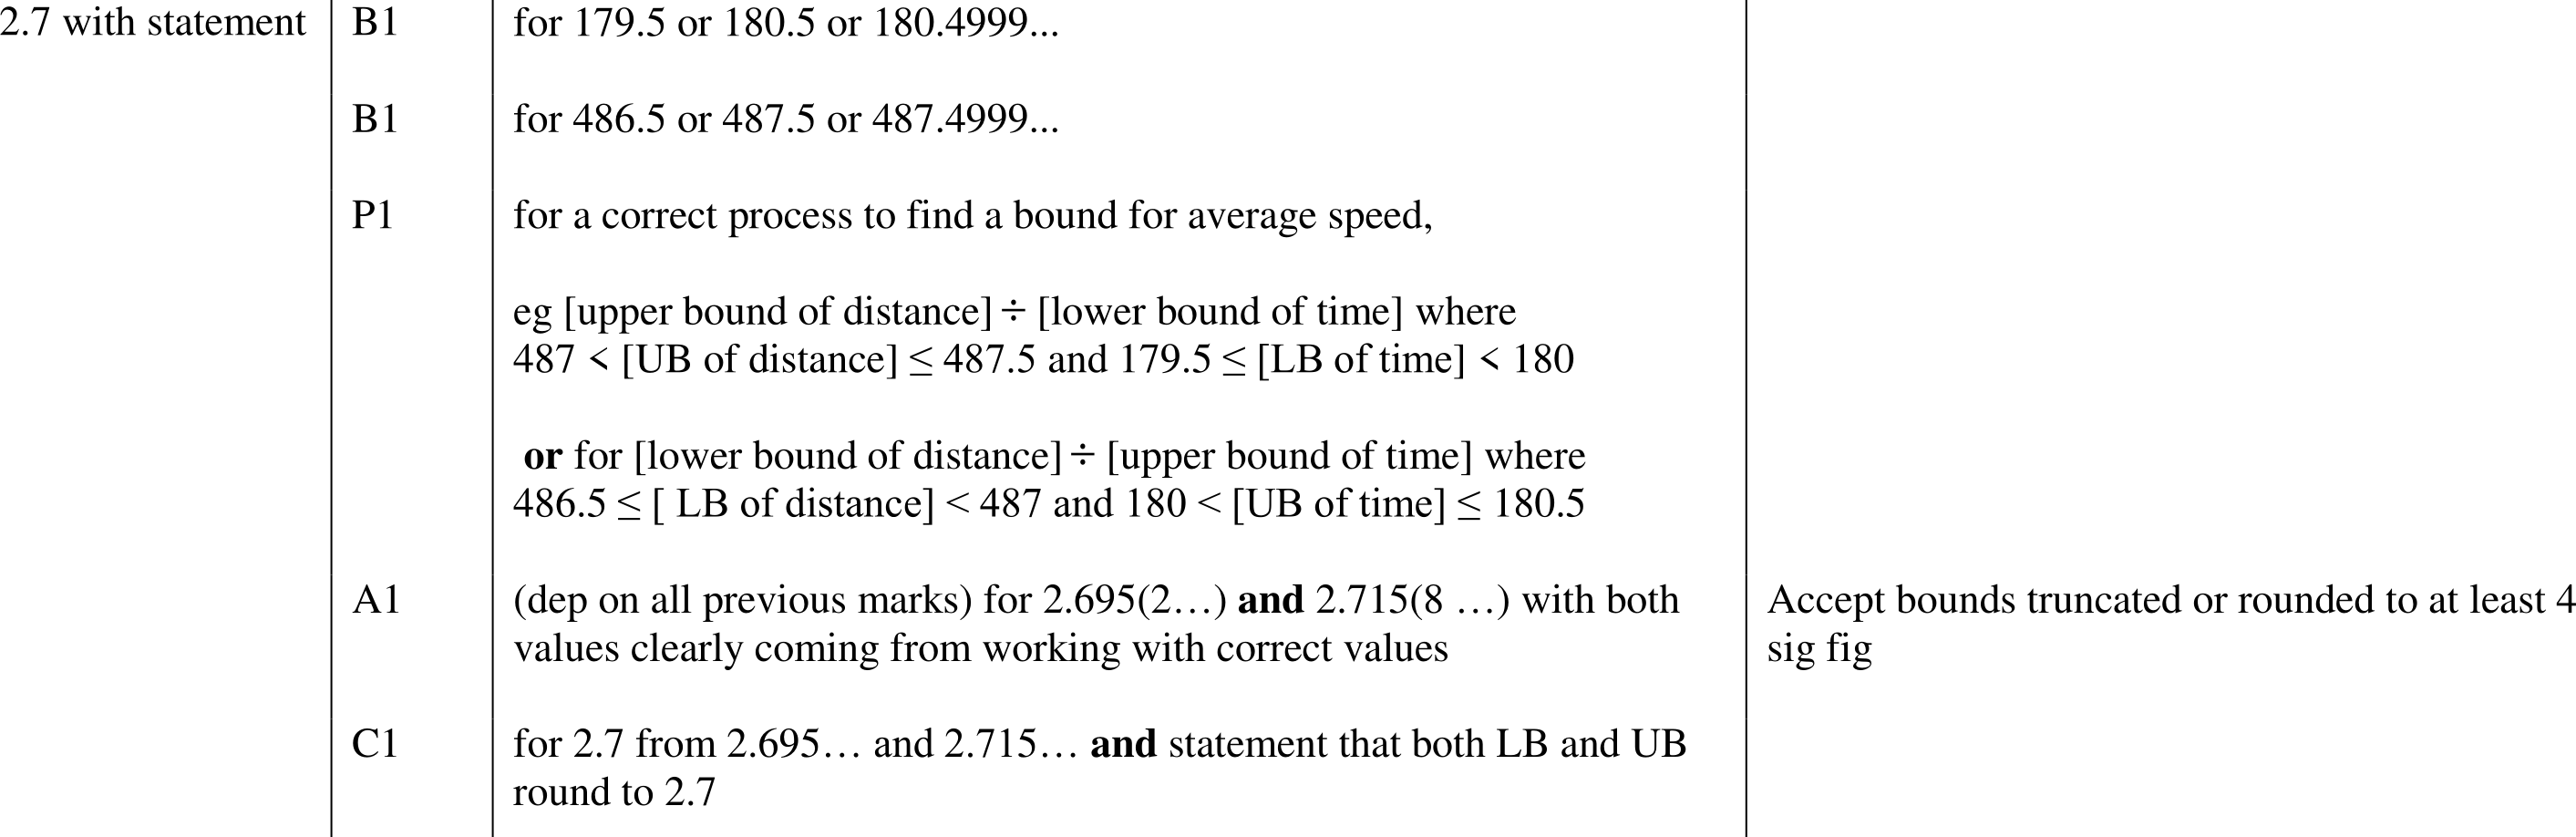 2.7 with statement B1 for 179.5 or 180.5 or 180.4999...
B1 for 486.5 or 487.5 or 487.4999...
P1 for a correct process to find a bound for average speed,
eg [upper bound of distance] ÷ [lower bound of time] where
487 < [UB of distance] ≤ 487.5 and 179.5 ≤ [LB of time] < 180
or for [lower bound of distance] ÷ [upper bound of time] where
486.5 ≤ [ LB of distance] < 487 and 180 < [UB of time] ≤ 180.5
A1 (dep on all previous marks) for 2.695(2…) and 2.715(8 …) with both Accept bounds truncated or rounded to at least 4
values clearly coming from working with correct values sig fig
C1 for 2.7 from 2.695… and 2.715… and statement that both LB and UB
round to 2.7